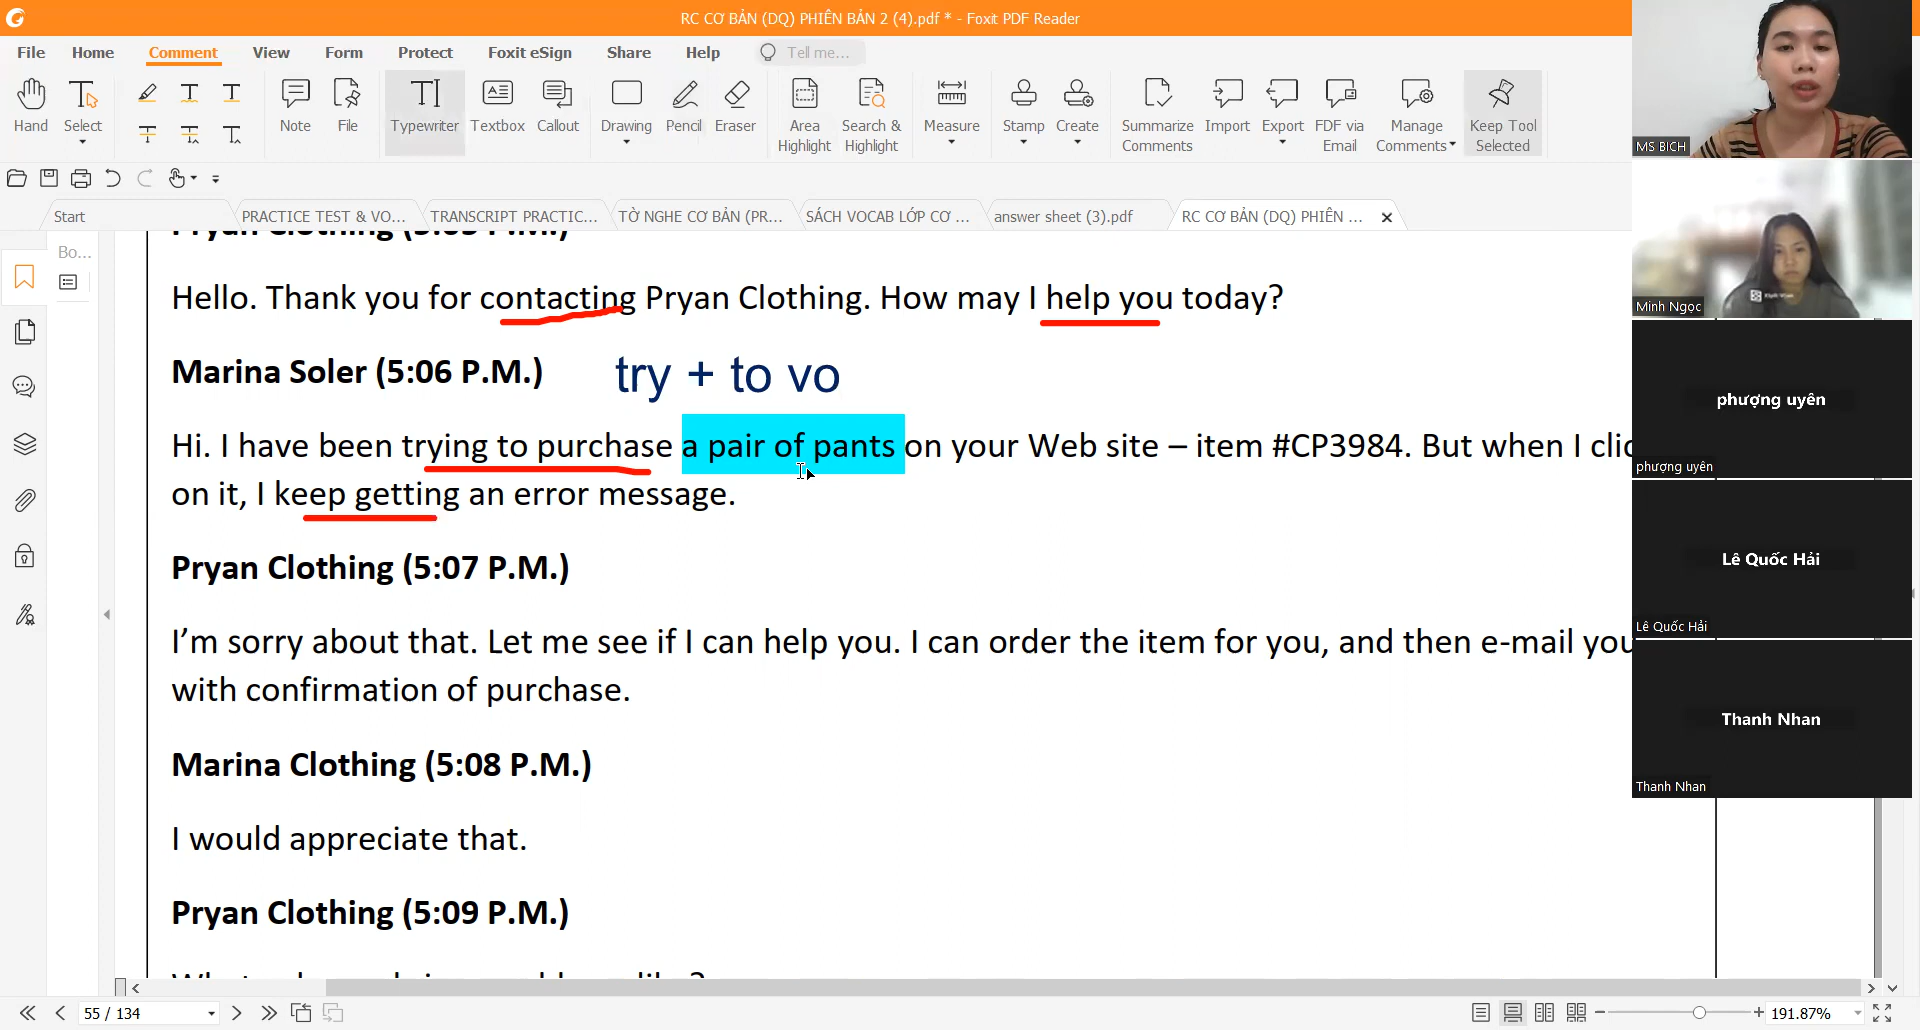 RC CƠ BẢN (DQ) PHIÊN BẢN 2 (4).pdf * - Foxit PDF Reader
File Home Comment View Form Protect Foxit eSign Share Help Tell me...
Hand Select Note File Typewriter Textbox Callout Drawing Pencil Eraser Area Highlight Search & Highlight Measure Stamp Create Summarize Comments Import Export FDF via Email Manage Comments Keep Tool Selected
Start PRACTICE TEST & VO... TRANSCRIPT PRACTIC... TỜ NGHE CƠ BẢN (PR... SÁCH VOCAB LỚP CƠ ... answer sheet (3).pdf RC CƠ BẢN (DQ) PHIÊN ...
Bo...
Hello. Thank you for contacting Pryan Clothing. How may I help you today?
Marina Soler (5:06 P.M.) try + to vo
Hi. I have been trying to purchase a pair of pants on your Web site – item #CP3984. But when I clic
on it, I keep getting an error message.
Pryan Clothing (5:07 P.M.)
I’m sorry about that. Let me see if I can help you. I can order the item for you, and then e-mail you
with confirmation of purchase.
Marina Clothing (5:08 P.M.)
I would appreciate that.
Pryan Clothing (5:09 P.M.)
55 / 134
191.87%
MS BICH
Minh Ngọc
phượng uyên
phượng uyên
Lê Quốc Hải
Lê Quốc Hải
Thanh Nhan
Thanh Nhan